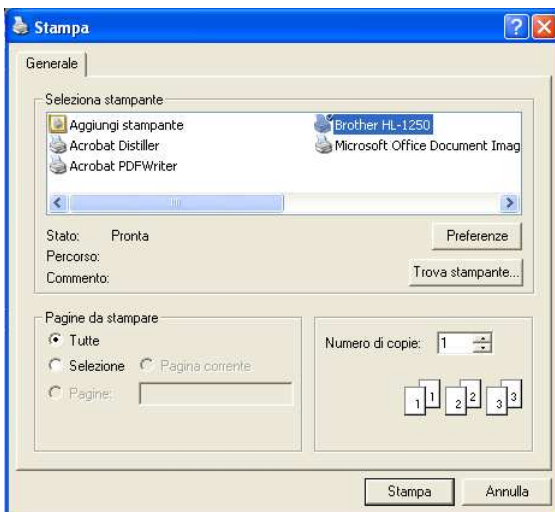 Stampa
Generale
Seleziona stampante
Aggiungi stampante
Brother HL-1250
Acrobat Distiller
Microsoft Office Document Imag
Acrobat PDFWriter
Stato: Pronta
Preferenze
Percorso:
Commento:
Trova stampante...
Pagine da stampare
Tutte
Numero di copie: 1
Selezione Pagina corrente
Pagine:
1 1 2 2 3 3
Stampa Annulla